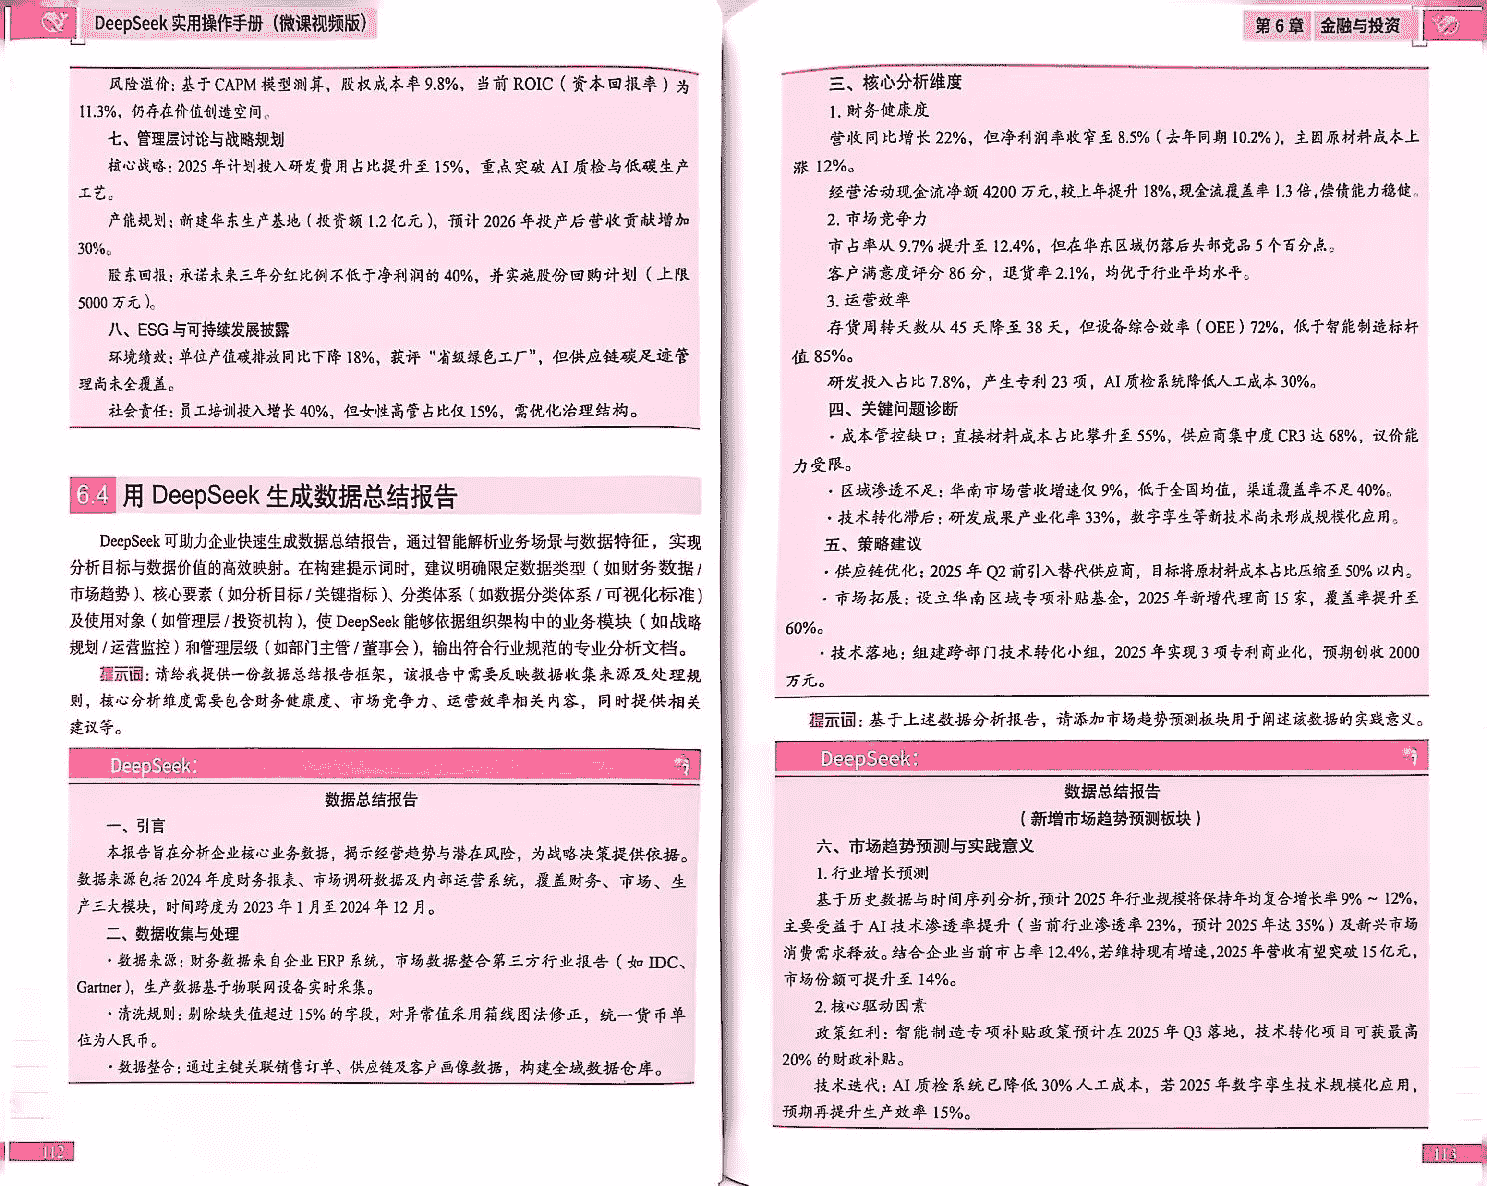 DeepSeek 实用操作手册（微课视频版）
风险溢价：基于 CAPM 模型测算，股权成本率 9.8%，当前 ROIC（资本回报率）为
11.3%，仍存在价值创造空间。
七、管理层讨论与战略规划
核心战略：2025 年计划投入研发费用占比提升至 15%，重点突破 AI 质检与低碳生产
工艺。
产能规划：新建华东生产基地（投资额 1.2 亿元），预计 2026 年投产后营收贡献增加
30%。
股东回报：承诺未来三年分红比例不低于净利润的 40%，并实施股份回购计划（上限
5000 万元）。
八、ESG 与可持续发展披露
环境绩效：单位产值碳排放同比下降 18%，获评“省级绿色工厂”，但供应链碳足迹管
理尚未全覆盖。
社会责任：员工培训投入增长 40%，但女性高管占比仅 15%，需优化治理结构。
6.4 用 DeepSeek 生成数据总结报告
DeepSeek 可助力企业快速生成数据总结报告，通过智能解析业务场景与数据特征，实现
分析目标与数据价值的高效映射。在构建提示词时，建议明确限定数据类型（如财务数据/
市场趋势）、核心要素（如分析目标/关键指标）、分类体系（如数据分类体系/可视化标准）
及使用对象（如管理层/投资机构），使 DeepSeek 能够依据组织架构中的业务模块（如战略
规划/运营监控）和管理层级（如部门主管/董事会），输出符合行业规范的专业分析文档。
提示词：请给我提供一份数据总结报告框架，该报告中需要反映数据收集来源及处理规
则，核心分析维度需要包含财务健康度、市场竞争力、运营效率相关内容，同时提供相关
建议等。
DeepSeek：
数据总结报告
一、引言
本报告旨在分析企业核心业务数据，揭示经营趋势与潜在风险，为战略决策提供依据。
数据来源包括 2024 年度财务报表、市场调研数据及内部运营系统，覆盖财务、市场、生
产三大模块，时间跨度为 2023 年 1 月至 2024 年 12 月。
二、数据收集与处理
·数据来源：财务数据来自企业 ERP 系统，市场数据整合第三方行业报告（如 IDC、
Gartner），生产数据基于物联网设备实时采集。
·清洗规则：剔除缺失值超过 15% 的字段，对异常值采用箱线图法修正，统一货币单
位为人民币。
·数据整合：通过主键关联销售订单、供应链及客户画像数据，构建全域数据仓库。
112
第 6 章 金融与投资
三、核心分析维度
1. 财务健康度
营收同比增长 22%，但净利润率收窄至 8.5%（去年同期 10.2%），主因原材料成本上
涨 12%。
经营活动现金流净额 4200 万元，较上年提升 18%，现金流覆盖率 1.3 倍，偿债能力稳健。
2. 市场竞争力
市占率从 9.7% 提升至 12.4%，但在华东区域仍落后头部竞品 5 个百分点。
客户满意度评分 86 分，退货率 2.1%，均优于行业平均水平。
3. 运营效率
存货周转天数从 45 天降至 38 天，但设备综合效率（OEE）72%，低于智能制造标杆
值 85%。
研发投入占比 7.8%，产生专利 23 项，AI 质检系统降低人工成本 30%。
四、关键问题诊断
·成本管控缺口：直接材料成本占比攀升至 55%，供应商集中度 CR3 达 68%，议价能
力受限。
·区域渗透不足：华南市场营收增速仅 9%，低于全国均值，渠道覆盖率不足 40%。
·技术转化滞后：研发成果产业化率 33%，数字孪生等新技术尚未形成规模化应用。
五、策略建议
·供应链优化：2025 年 Q2 前引入替代供应商，目标将原材料成本占比压缩至 50% 以内。
·市场拓展：设立华南区域专项补贴基金，2025 年新增代理商 15 家，覆盖率提升至
60%。
·技术落地：组建跨部门技术转化小组，2025 年实现 3 项专利商业化，预期创收 2000
万元。
提示词：基于上述数据分析报告，请添加市场趋势预测板块用于阐述该数据的实践意义。
DeepSeek：
数据总结报告
（新增市场趋势预测板块）
六、市场趋势预测与实践意义
1. 行业增长预测
基于历史数据与时间序列分析，预计 2025 年行业规模将保持年均复合增长率 9% ~ 12%，
主要受益于 AI 技术渗透率提升（当前行业渗透率 23%，预计 2025 年达 35%）及新兴市场
消费需求释放。结合企业当前市占率 12.4%，若维持现有增速，2025 年营收有望突破 15 亿元，
市场份额可提升至 14%。
2. 核心驱动因素
政策红利：智能制造专项补贴政策预计在 2025 年 Q3 落地，技术转化项目可获最高
20% 的财政补贴。
技术迭代：AI 质检系统已降低 30% 人工成本，若 2025 年数字孪生技术规模化应用，
预期再提升生产效率 15%。
113